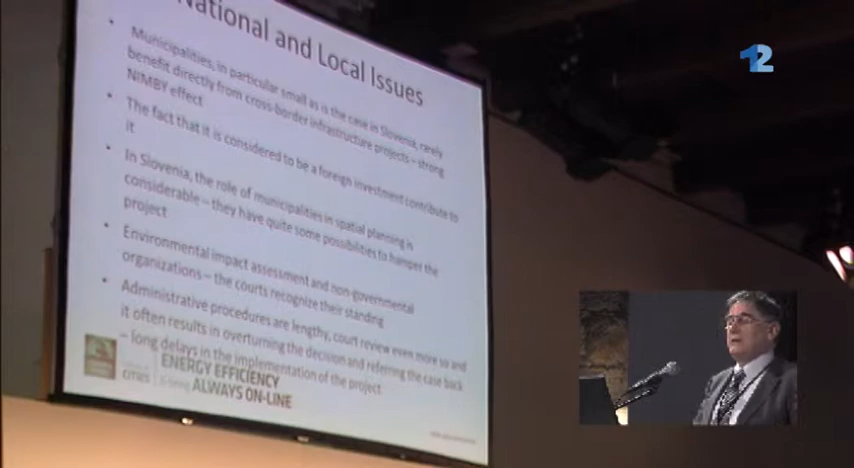 National and Local Issues
• Municipalities, in particular small as is the case in Slovenia, rarely
benefit directly from cross-border infrastructure projects – strong
NIMBY effect
• The fact that it is considered to be a foreign investment contribute to
it
• In Slovenia, the role of municipalities in spatial planning is
considerable – they have quite some possibilities to hamper the
project
• Environmental impact assessment and non-governmental
organizations – the courts recognize their standing
• Administrative procedures are lengthy, court review even more so and
it often results in overturning the decision and referring the case back
– long delays in the implementation of the project
cities
ENERGY EFFICIENCY
ALWAYS ON-LINE
12